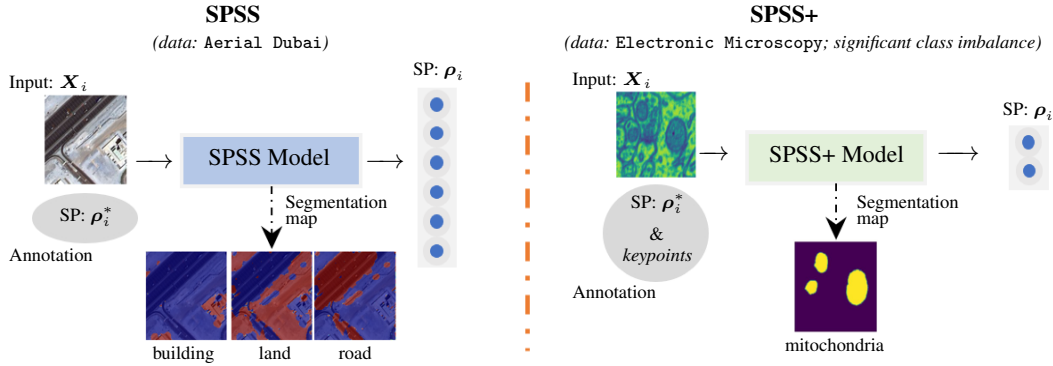 SPSS
(data: Aerial Dubai)
Input: X_i
SP: ρ_i
SPSS Model
SP: ρ_i^*
Annotation
Segmentation
map
building
land
road
SPSS+
(data: Electronic Microscopy; significant class imbalance)
Input: X_i
SP: ρ_i
SPSS+ Model
SP: ρ_i^*
&
keypoints
Annotation
Segmentation
map
mitochondria